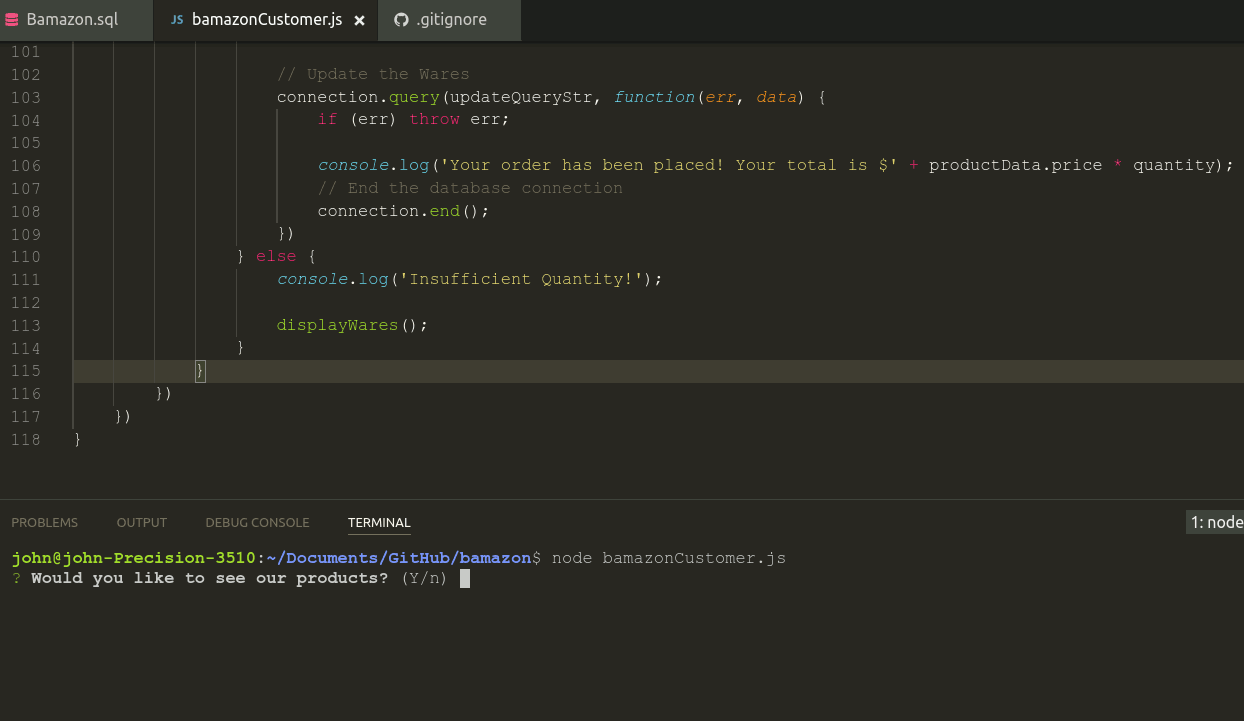 Bamazon.sql
JS bamazonCustomer.js ×
.gitignore
101
102 // Update the Wares
103 connection.query(updateQueryStr, function(err, data) {
104 if (err) throw err;
105
106 console.log('Your order has been placed! Your total is $' + productData.price * quantity);
107 // End the database connection
108 connection.end();
109 })
110 } else {
111 console.log('Insufficient Quantity!');
112
113 displayWares();
114 }
115 }
116 })
117 })
118 }
PROBLEMS OUTPUT DEBUG CONSOLE TERMINAL 1: node
john@john-Precision-3510:~/Documents/GitHub/bamazon$ node bamazonCustomer.js
? Would you like to see our products? (Y/n)